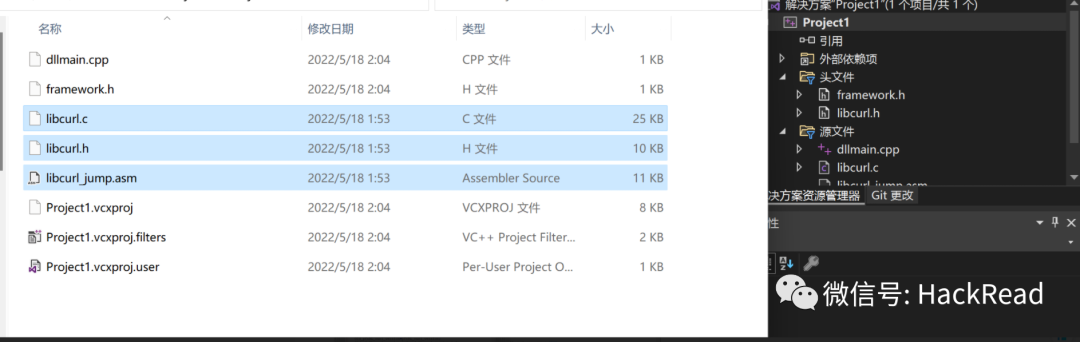 名称 修改日期 类型 大小
dllmain.cpp 2022/5/18 2:04 CPP 文件 1 KB
framework.h 2022/5/18 2:04 H 文件 1 KB
libcurl.c 2022/5/18 1:53 C 文件 25 KB
libcurl.h 2022/5/18 1:53 H 文件 10 KB
libcurl_jump.asm 2022/5/18 1:53 Assembler Source 11 KB
Project1.vcxproj 2022/5/18 2:04 VCXPROJ 文件 8 KB
Project1.vcxproj.filters 2022/5/18 2:04 VC++ Project Filter... 2 KB
Project1.vcxproj.user 2022/5/18 2:04 Per-User Project O... 1 KB
解决方案"Project1"(1 个项目/共 1 个)
Project1
引用
外部依赖项
头文件
framework.h
libcurl.h
源文件
dllmain.cpp
libcurl.c
libcurl_jump.asm
决方案资源管理器 Git 更改
性
微信号: HackRead